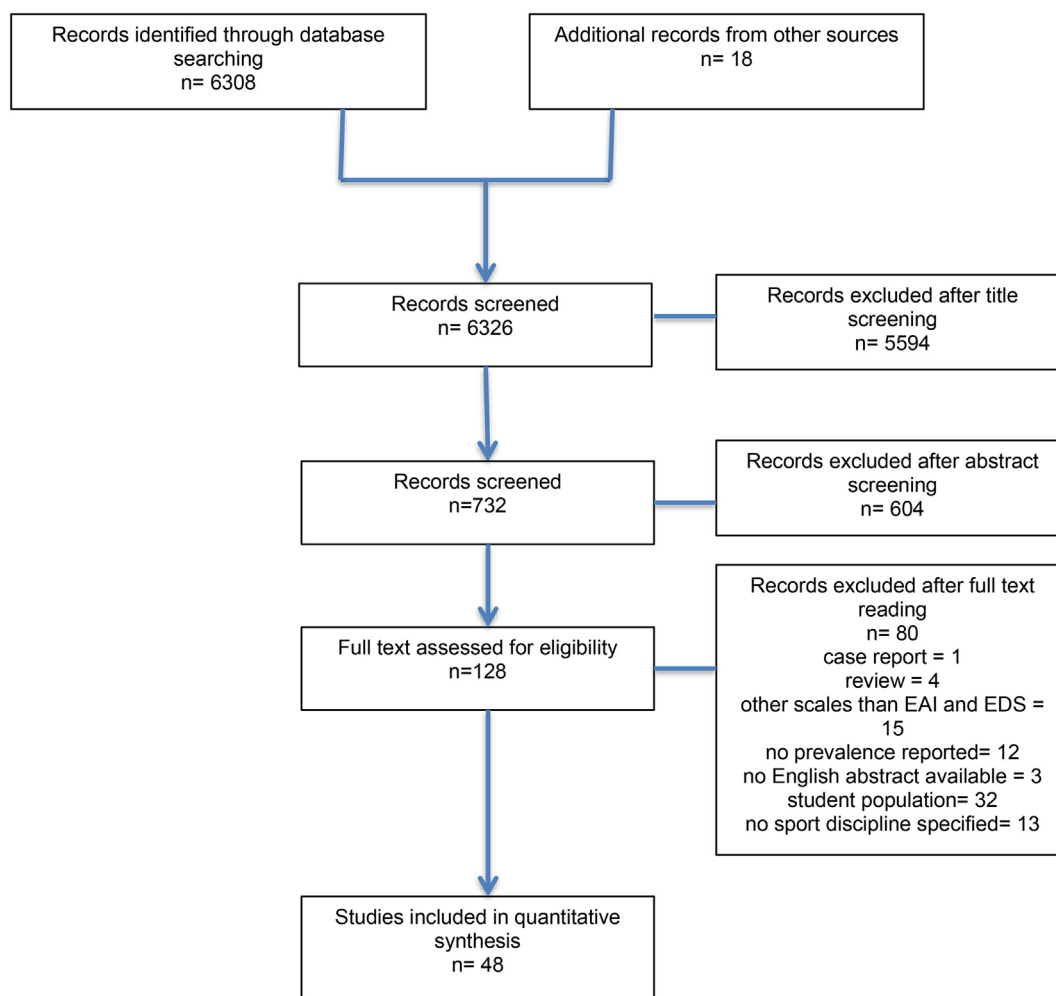 Records identified through database
searching
n= 6308
Additional records from other sources
n= 18
Records screened
n= 6326
Records excluded after title
screening
n= 5594
Records screened
n=732
Records excluded after abstract
screening
n= 604
Full text assessed for eligibility
n=128
Records excluded after full text
reading
n= 80
case report = 1
review = 4
other scales than EAI and EDS =
15
no prevalence reported= 12
no English abstract available = 3
student population= 32
no sport discipline specified= 13
Studies included in quantitative
synthesis
n= 48